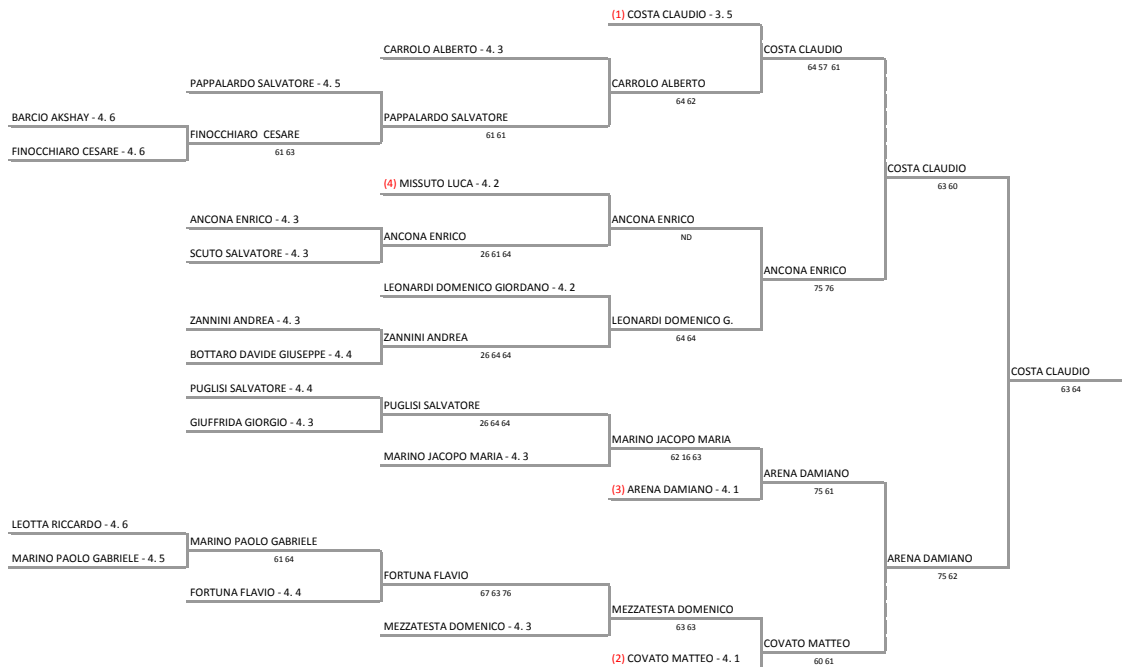 (1) COSTA CLAUDIO - 3. 5
CARROLO ALBERTO - 4. 3
COSTA CLAUDIO
64 57 61
PAPPALARDO SALVATORE - 4. 5
CARROLO ALBERTO
64 62
BARCIO AKSHAY - 4. 6
PAPPALARDO SALVATORE
61 61
FINOCCHIARO CESARE
61 63
FINOCCHIARO CESARE - 4. 6
COSTA CLAUDIO
63 60
(4) MISSUTO LUCA - 4. 2
ANCONA ENRICO - 4. 3
ANCONA ENRICO
ND
ANCONA ENRICO
26 61 64
SCUTO SALVATORE - 4. 3
ANCONA ENRICO
75 76
LEONARDI DOMENICO GIORDANO - 4. 2
ZANNINI ANDREA - 4. 3
LEONARDI DOMENICO G.
64 64
ZANNINI ANDREA
26 64 64
BOTTARO DAVIDE GIUSEPPE - 4. 4
COSTA CLAUDIO
63 64
PUGLISI SALVATORE - 4. 4
PUGLISI SALVATORE
26 64 64
GIUFFRIDA GIORGIO - 4. 3
MARINO JACOPO MARIA
62 16 63
MARINO JACOPO MARIA - 4. 3
ARENA DAMIANO
75 61
(3) ARENA DAMIANO - 4. 1
LEOTTA RICCARDO - 4. 6
MARINO PAOLO GABRIELE
61 64
MARINO PAOLO GABRIELE - 4. 5
ARENA DAMIANO
75 62
FORTUNA FLAVIO
67 63 76
FORTUNA FLAVIO - 4. 4
MEZZATESTA DOMENICO
63 63
MEZZATESTA DOMENICO - 4. 3
COVATO MATTEO
60 61
(2) COVATO MATTEO - 4. 1